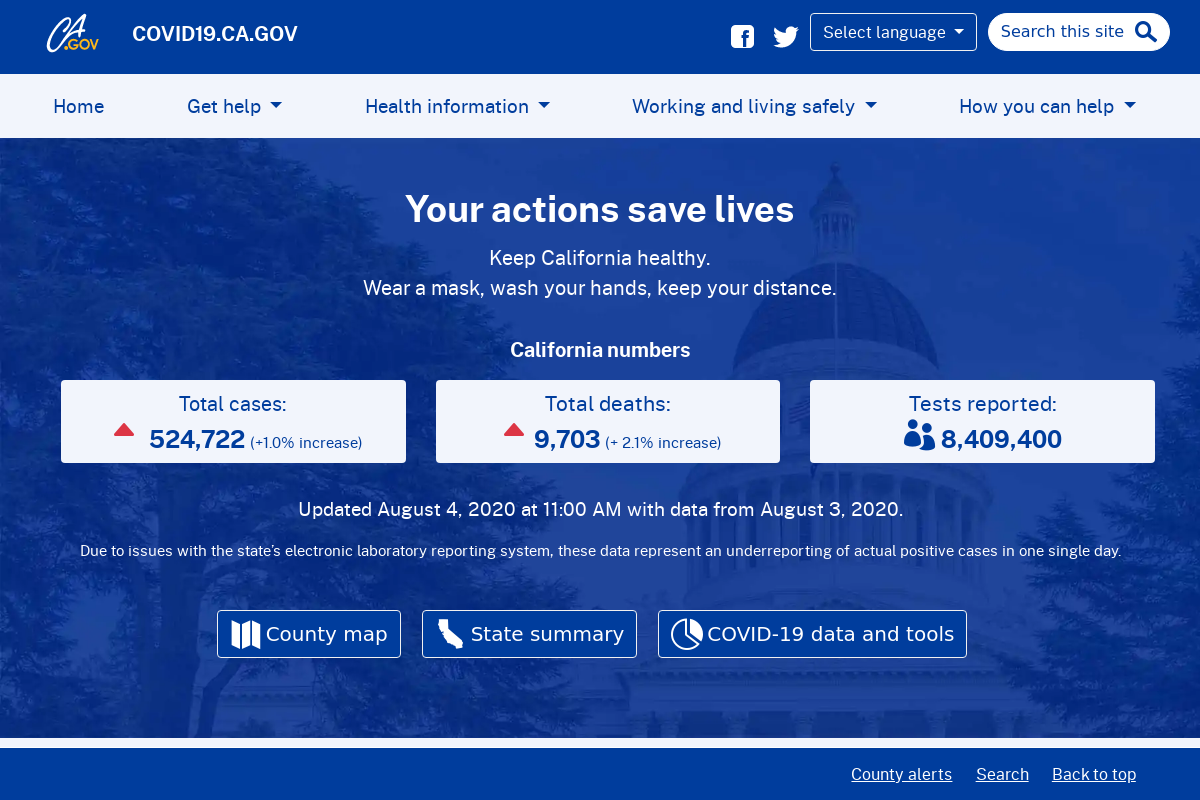 CA
.GOV
COVID19.CA.GOV
Select language
Search this site
Home
Get help
Health information
Working and living safely
How you can help
Your actions save lives
Keep California healthy.
Wear a mask, wash your hands, keep your distance.
California numbers
Total cases:
524,722 (+1.0% increase)
Total deaths:
9,703 (+ 2.1% increase)
Tests reported:
8,409,400
Updated August 4, 2020 at 11:00 AM with data from August 3, 2020.
Due to issues with the state’s electronic laboratory reporting system, these data represent an underreporting of actual positive cases in one single day.
County map
State summary
COVID-19 data and tools
County alerts
Search
Back to top